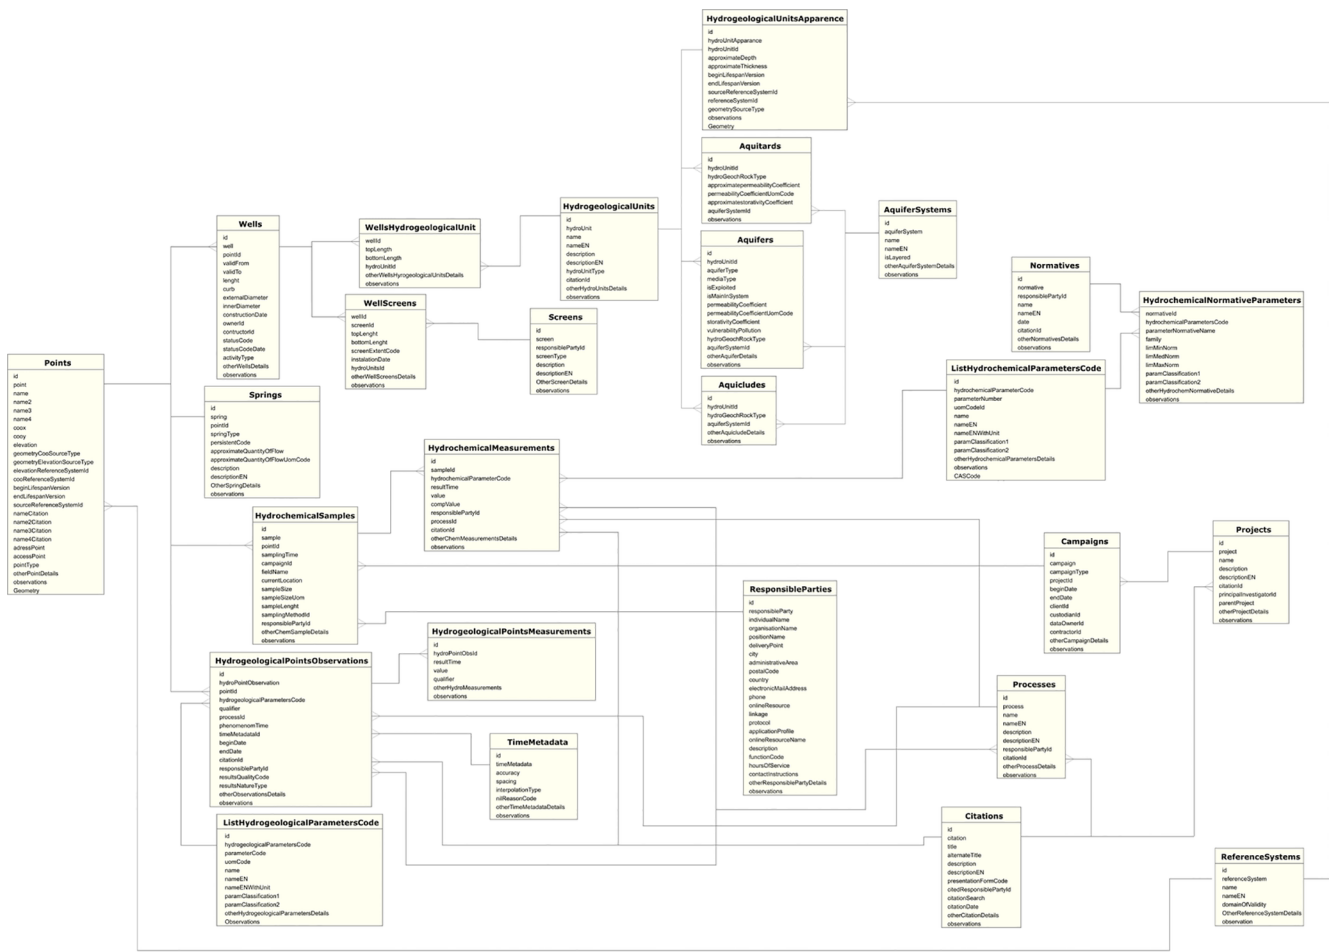 HydrogeologicalUnitsApparence
id
hydroUnitApparance
hydroUnitId
approximateDepth
approximateThickness
beginLifespanVersion
endLifespanVersion
sourceReferenceSystemId
referenceSystemId
geometrySourceType
observations
Geometry
Aquitards
id
hydroUnitId
hydroGeochRockType
approximatepermeabilityCoefficient
permeabilityCoefficientUomCode
approximatestorativityCoefficient
aquiferSystemId
observations
Aquifers
id
hydroUnitId
aquiferType
mediaType
isExploited
isMainInSystem
permeabilityCoefficient
permeabilityCoefficientUomCode
storativityCoefficient
vulnerabilityPollution
hydroGeochRockType
aquiferSystemId
otherAquiferDetails
observations
Aquicludes
id
hydroUnitId
hydroGeochRockType
aquiferSystemId
otherAquicludeDetails
observations
AquiferSystems
id
aquiferSystem
name
nameEN
isLayered
otherAquiferSystemDetails
observations
HydrogeologicalUnits
id
hydroUnit
name
nameEN
description
descriptionEN
hydroUnitType
citationId
otherHydroUnitsDetails
observations
WellsHydrogeologicalUnit
wellId
topLength
bottomLength
hydroUnitId
otherWellsHyrogeologicalUnitsDetails
observations
Wells
id
well
pointId
validFrom
validTo
lenght
curb
externalDiameter
innerDiameter
constructionDate
ownerId
contructorId
statusCode
statusCodeDate
activityType
otherWellsDetails
observations
WellScreens
wellId
screenId
topLenght
bottomLenght
screenExtentCode
instalationDate
hydroUnitsId
otherWellScreensDetails
observations
Screens
id
screen
responsiblePartyId
screenType
description
descriptionEN
OtherScreenDetails
observations
Normatives
id
normative
responsiblePartyId
name
nameEN
date
citationId
otherNormativesDetails
observations
HydrochemicalNormativeParameters
normativeId
hydrochemicalParametersCode
parameterNormativeName
family
limMinNorm
limMedNorm
limMaxNorm
paramClassification1
paramClassification2
otherHydrochemNormativeDetails
observations
ListHydrochemicalParametersCode
id
hydrochemicalParameterCode
parameterNumber
uomCodeId
name
nameEN
nameENWithUnit
paramClassification1
paramClassification2
otherHydrochemicalParametersDetails
observations
CASCode
Points
id
point
name
name2
name3
name4
coox
cooy
elevation
geometryCooSourceType
geometryElevationSourceType
elevationReferenceSystemId
cooReferenceSystemId
beginLifespanVersion
endLifespanVersion
sourceReferenceSystemId
nameCitation
name2Citation
name3Citation
name4Citation
adressPoint
accessPoint
pointType
otherPointDetails
observations
Geometry
Springs
id
spring
pointId
springType
persistentCode
approximateQuantityOfFlow
approximateQuantityOfFlowUomCode
description
descriptionEN
OtherSpringDetails
observations
HydrochemicalMeasurements
id
sampleId
hydrochemicalParameterCode
resultTime
value
compValue
responsiblePartyId
processId
citationId
otherChemMeasurementsDetails
observations
HydrochemicalSamples
id
sample
pointId
samplingTime
campaignId
fieldName
currentLocation
sampleSize
sampleSizeUom
sampleLenght
samplingMethodId
responsiblePartyId
otherChemSampleDetails
observations
Campaigns
id
campaign
campaignType
projectId
beginDate
endDate
clientId
custodianId
dataOwnerId
contractorId
otherCampaignDetails
observations
Projects
id
project
name
description
descriptionEN
citationId
principalInvestigatorId
parentProject
otherProjectDetails
observations
ResponsibleParties
id
responsibleParty
individualName
organisationName
positionName
deliveryPoint
city
administrativeArea
postalCode
country
electronicMailAddress
phone
onlineResource
linkage
protocol
applicationProfile
onlineResourceName
description
functionCode
hoursOfService
contactInstructions
otherResponsiblePartyDetails
observations
HydrogeologicalPointsMeasurements
id
hydroPointObsId
resultTime
value
qualifier
otherHydroMeasurements
observations
HydrogeologicalPointsObservations
id
hydroPointObservation
pointId
hydrogeologicalParametersCode
qualifier
processId
phenomenomTime
timeMetadataId
beginDate
endDate
citationId
responsiblePartyId
resultsQualityCode
resultsNatureType
otherObservationsDetails
observations
TimeMetadata
id
timeMetadata
accuracy
spacing
interpolationType
nilReasonCode
otherTimeMetadataDetails
observations
Processes
id
process
name
nameEN
description
descriptionEN
responsiblePartyId
citationId
otherProcessDetails
observations
ListHydrogeologicalParametersCode
id
hydrogeologicalParametersCode
parameterCode
uomCode
name
nameEN
nameENWithUnit
paramClassification1
paramClassification2
otherHydrogeologicalParametersDetails
Observations
Citations
id
citation
title
alternateTitle
description
descriptionEN
presentationFormCode
citedResponsiblePartyId
citationSearch
citationDate
otherCitationDetails
observations
ReferenceSystems
id
referenceSystem
name
nameEN
domainOfValidity
OtherReferenceSystemDetails
observation